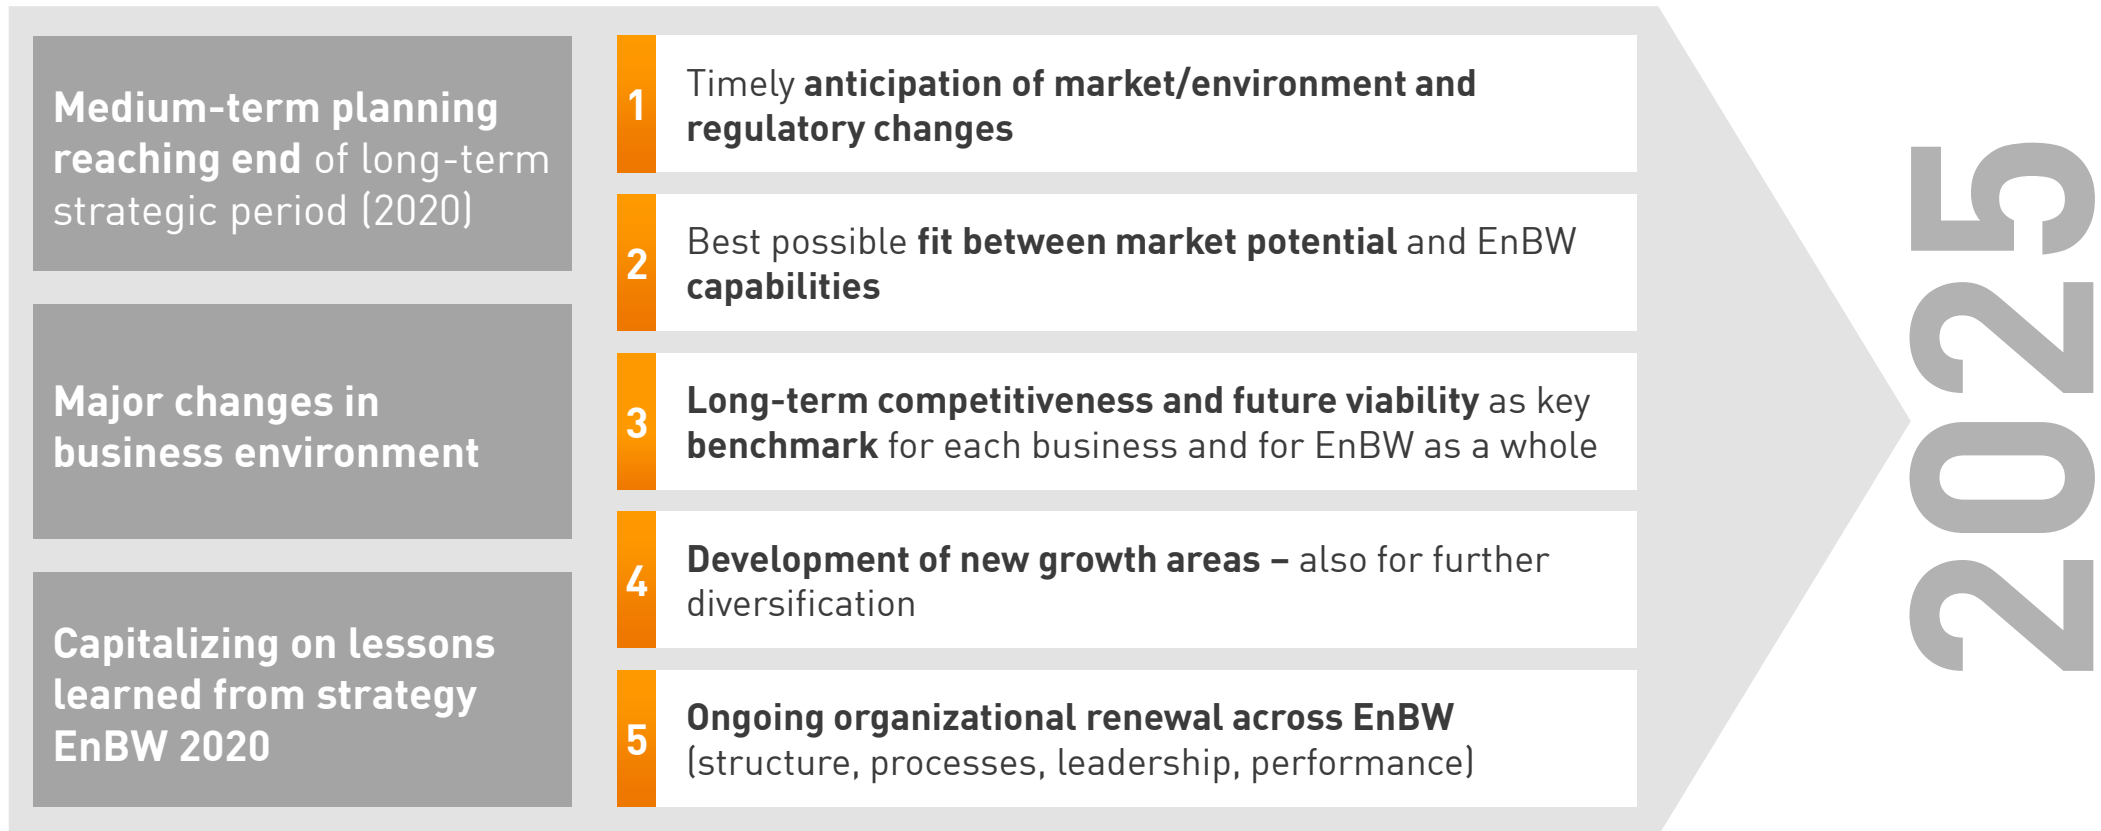 Medium-term planning
reaching end of long-term
strategic period (2020)
Major changes in
business environment
Capitalizing on lessons
learned from strategy
EnBW 2020
1
Timely anticipation of market/environment and
regulatory changes
2
Best possible fit between market potential and EnBW
capabilities
3
Long-term competitiveness and future viability as key
benchmark for each business and for EnBW as a whole
4
Development of new growth areas – also for further
diversification
5
Ongoing organizational renewal across EnBW
(structure, processes, leadership, performance)
2025